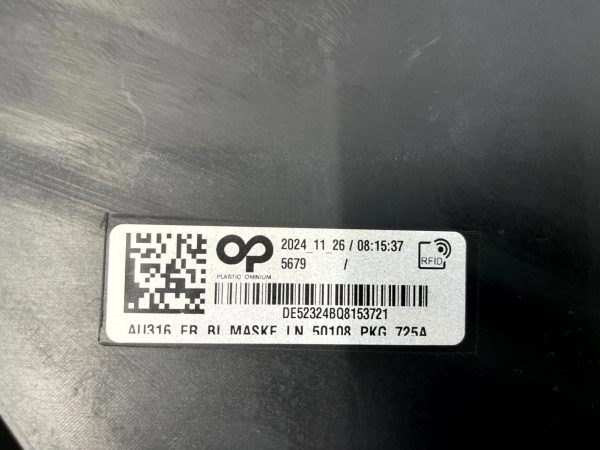 2024_11_26 / 08:15:37
5679 /
RFID
PLASTIC OMNIUM
DE52324BQ8153721
AU316 FR BL MASKE LN 50108 PKG 725A